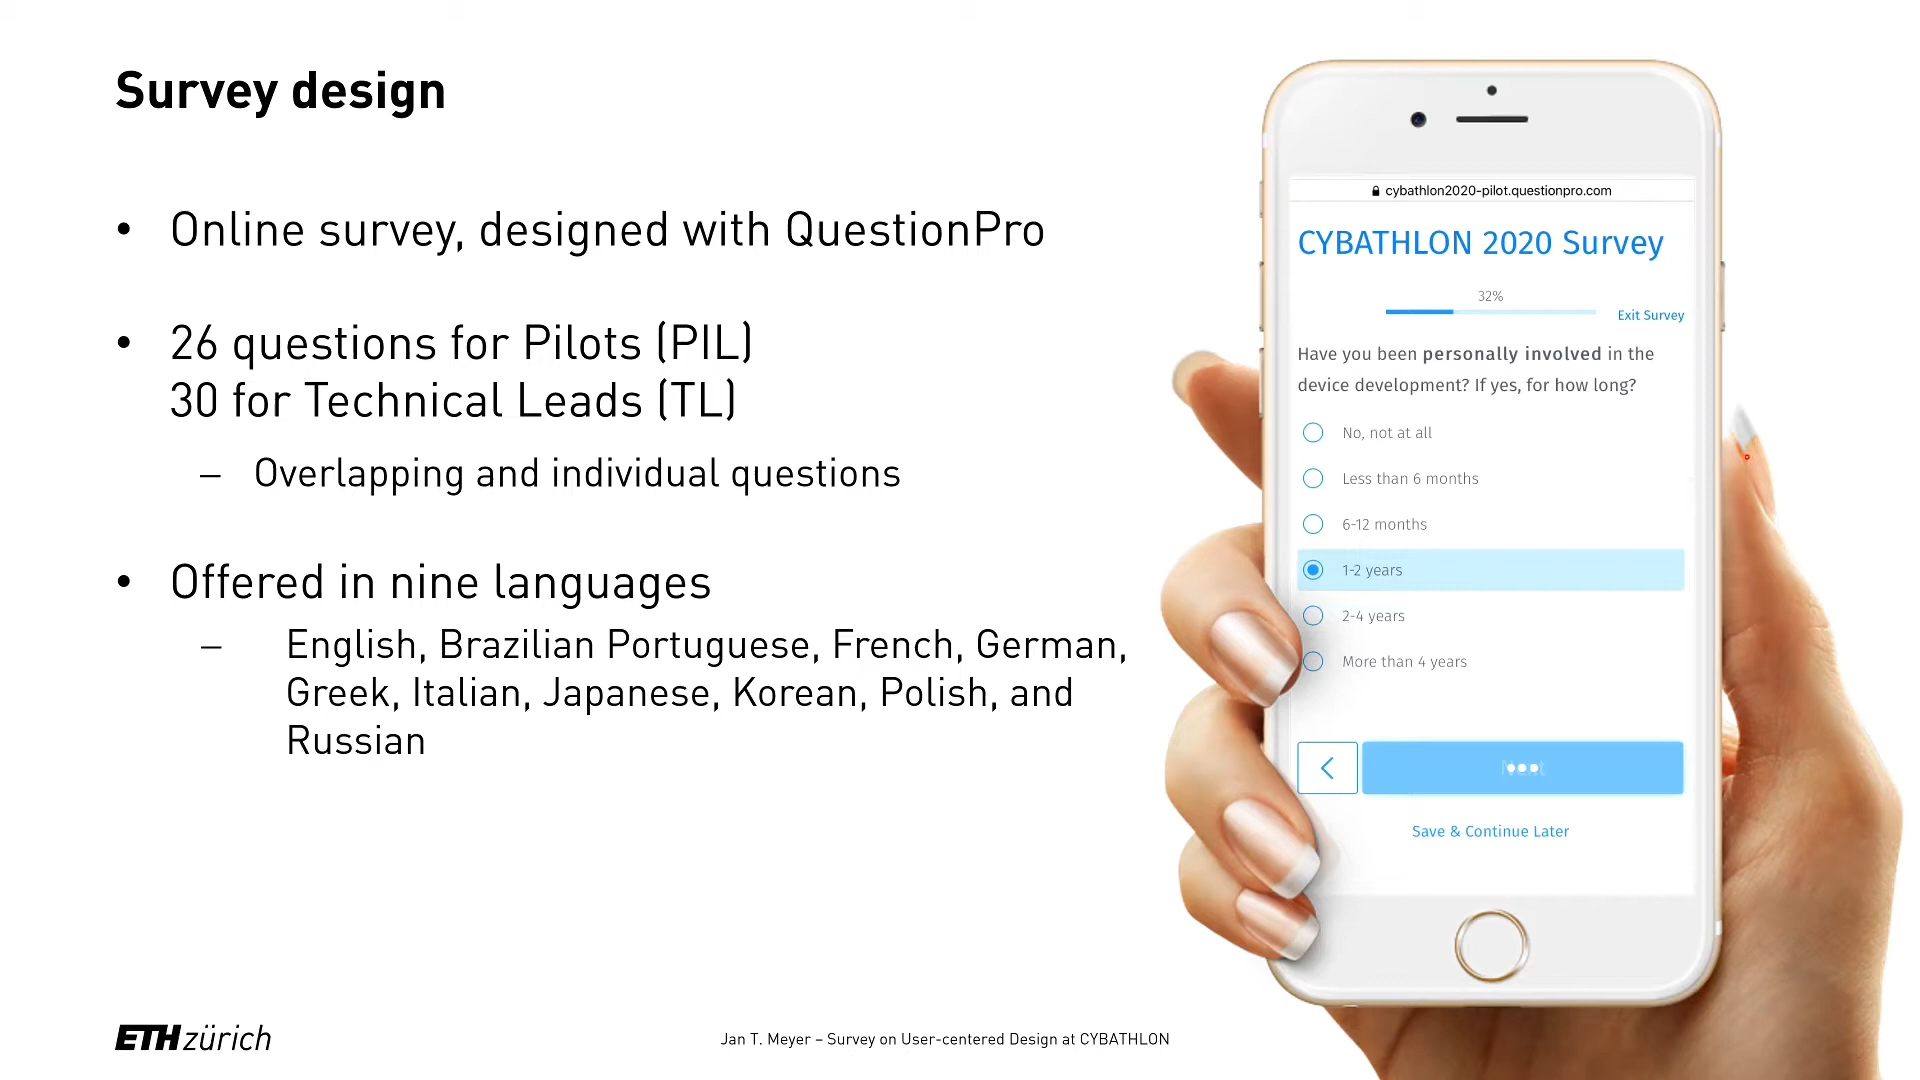 Survey design
• Online survey, designed with QuestionPro
• 26 questions for Pilots (PIL)
30 for Technical Leads (TL)
– Overlapping and individual questions
• Offered in nine languages
– English, Brazilian Portuguese, French, German,
Greek, Italian, Japanese, Korean, Polish, and
Russian
cybathlon2020-pilot.questionpro.com
CYBATHLON 2020 Survey
32%
Exit Survey
Have you been personally involved in the
device development? If yes, for how long?
No, not at all
Less than 6 months
6-12 months
1-2 years
2-4 years
More than 4 years
Next
Save & Continue Later
ETH zürich
Jan T. Meyer – Survey on User-centered Design at CYBATHLON